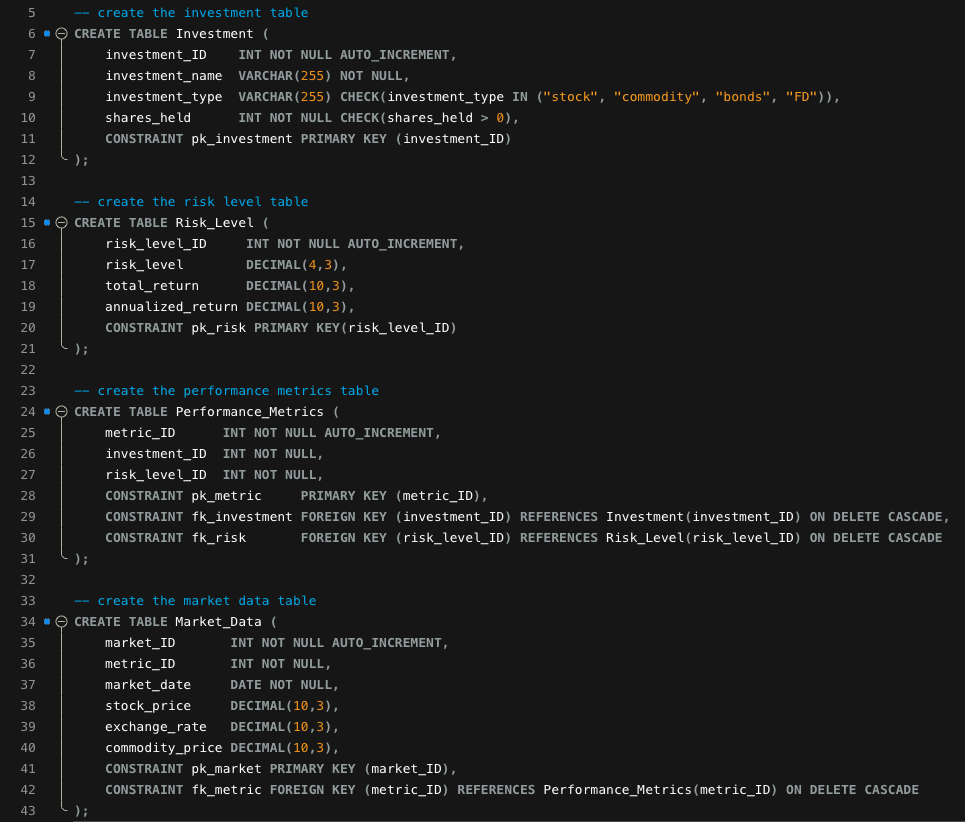 5 -- create the investment table
6 CREATE TABLE Investment (
7 investment_ID INT NOT NULL AUTO_INCREMENT,
8 investment_name VARCHAR(255) NOT NULL,
9 investment_type VARCHAR(255) CHECK(investment_type IN ("stock", "commodity", "bonds", "FD")),
10 shares_held INT NOT NULL CHECK(shares_held > 0),
11 CONSTRAINT pk_investment PRIMARY KEY (investment_ID)
12 );
13
14 -- create the risk level table
15 CREATE TABLE Risk_Level (
16 risk_level_ID INT NOT NULL AUTO_INCREMENT,
17 risk_level DECIMAL(4,3),
18 total_return DECIMAL(10,3),
19 annualized_return DECIMAL(10,3),
20 CONSTRAINT pk_risk PRIMARY KEY(risk_level_ID)
21 );
22
23 -- create the performance metrics table
24 CREATE TABLE Performance_Metrics (
25 metric_ID INT NOT NULL AUTO_INCREMENT,
26 investment_ID INT NOT NULL,
27 risk_level_ID INT NOT NULL,
28 CONSTRAINT pk_metric PRIMARY KEY (metric_ID),
29 CONSTRAINT fk_investment FOREIGN KEY (investment_ID) REFERENCES Investment(investment_ID) ON DELETE CASCADE,
30 CONSTRAINT fk_risk FOREIGN KEY (risk_level_ID) REFERENCES Risk_Level(risk_level_ID) ON DELETE CASCADE
31 );
32
33 -- create the market data table
34 CREATE TABLE Market_Data (
35 market_ID INT NOT NULL AUTO_INCREMENT,
36 metric_ID INT NOT NULL,
37 market_date DATE NOT NULL,
38 stock_price DECIMAL(10,3),
39 exchange_rate DECIMAL(10,3),
40 commodity_price DECIMAL(10,3),
41 CONSTRAINT pk_market PRIMARY KEY (market_ID),
42 CONSTRAINT fk_metric FOREIGN KEY (metric_ID) REFERENCES Performance_Metrics(metric_ID) ON DELETE CASCADE
43 );